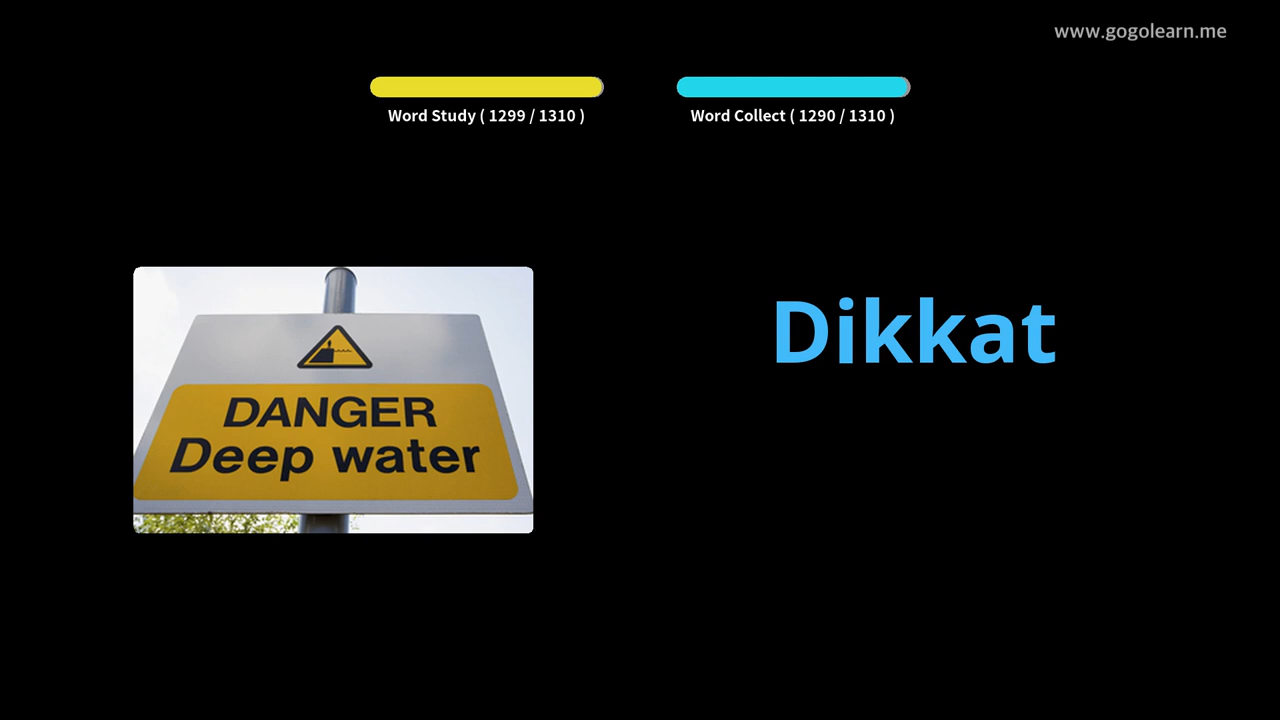 www.gogolearn.me
Word Study ( 1299 / 1310 )
Word Collect ( 1290 / 1310 )
DANGER
Deep water
Dikkat